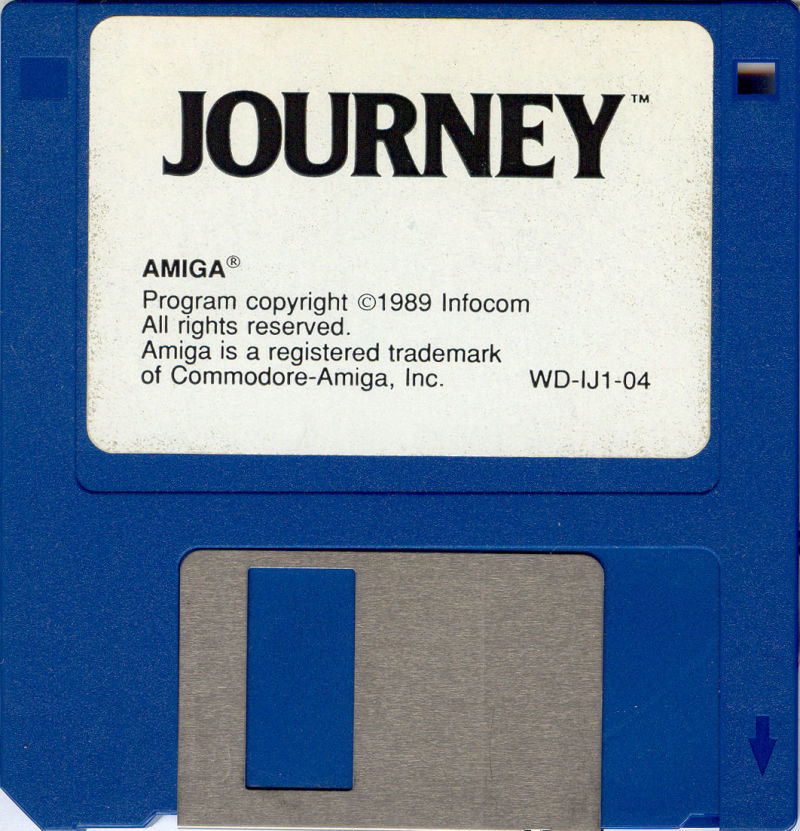 JOURNEY™
AMIGA®
Program copyright ©1989 Infocom
All rights reserved.
Amiga is a registered trademark
of Commodore-Amiga, Inc. WD-IJ1-04